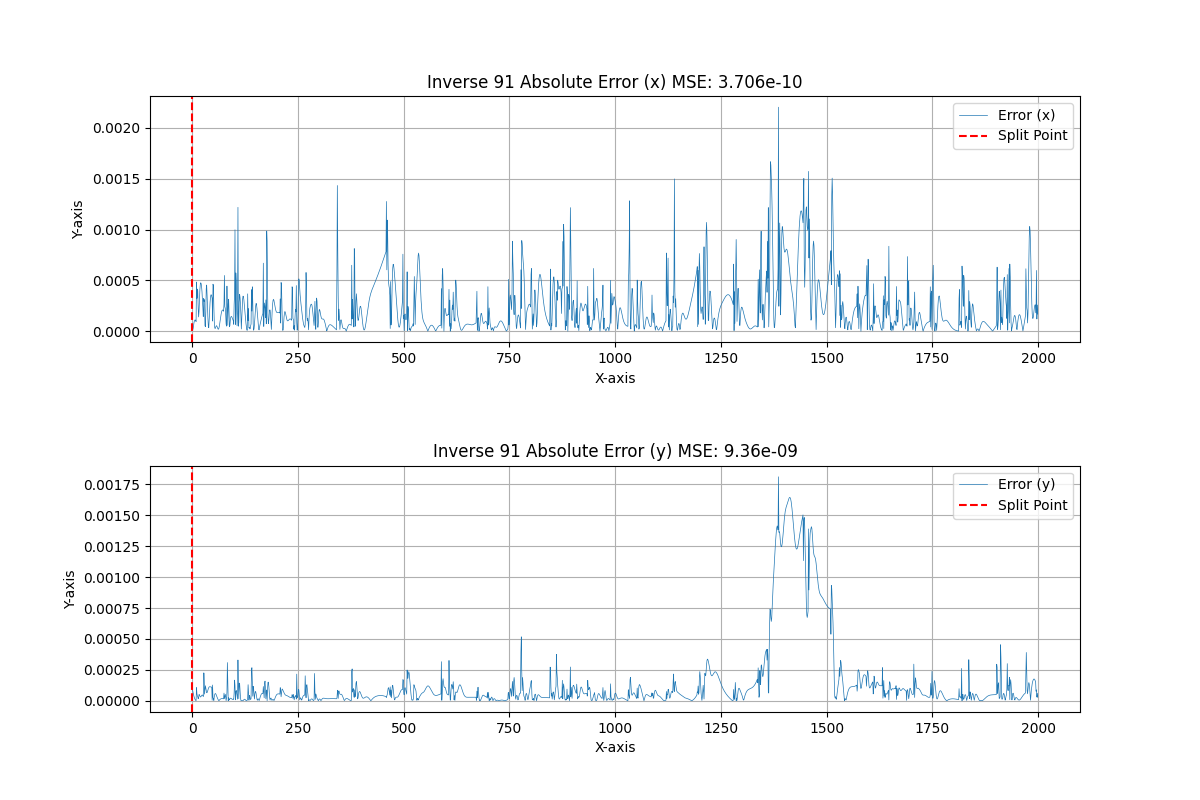 Inverse 91 Absolute Error (x) MSE: 3.706e-10
0.0020
0.0015
0.0010
0.0005
0.0000
Y-axis
Error (x)
Split Point
0 250 500 750 1000 1250 1500 1750 2000
X-axis
Inverse 91 Absolute Error (y) MSE: 9.36e-09
0.00175
0.00150
0.00125
0.00100
0.00075
0.00050
0.00025
0.00000
Y-axis
Error (y)
Split Point
0 250 500 750 1000 1250 1500 1750 2000
X-axis